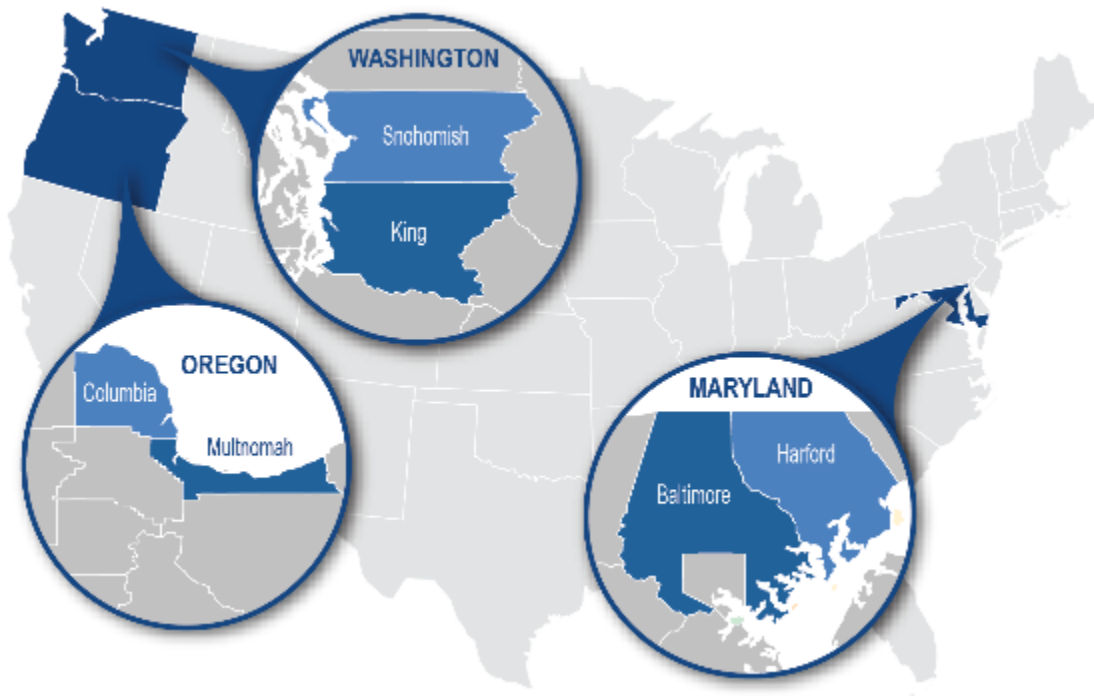 WASHINGTON
Snohomish
King
OREGON
Columbia
Multnomah
MARYLAND
Harford
Baltimore